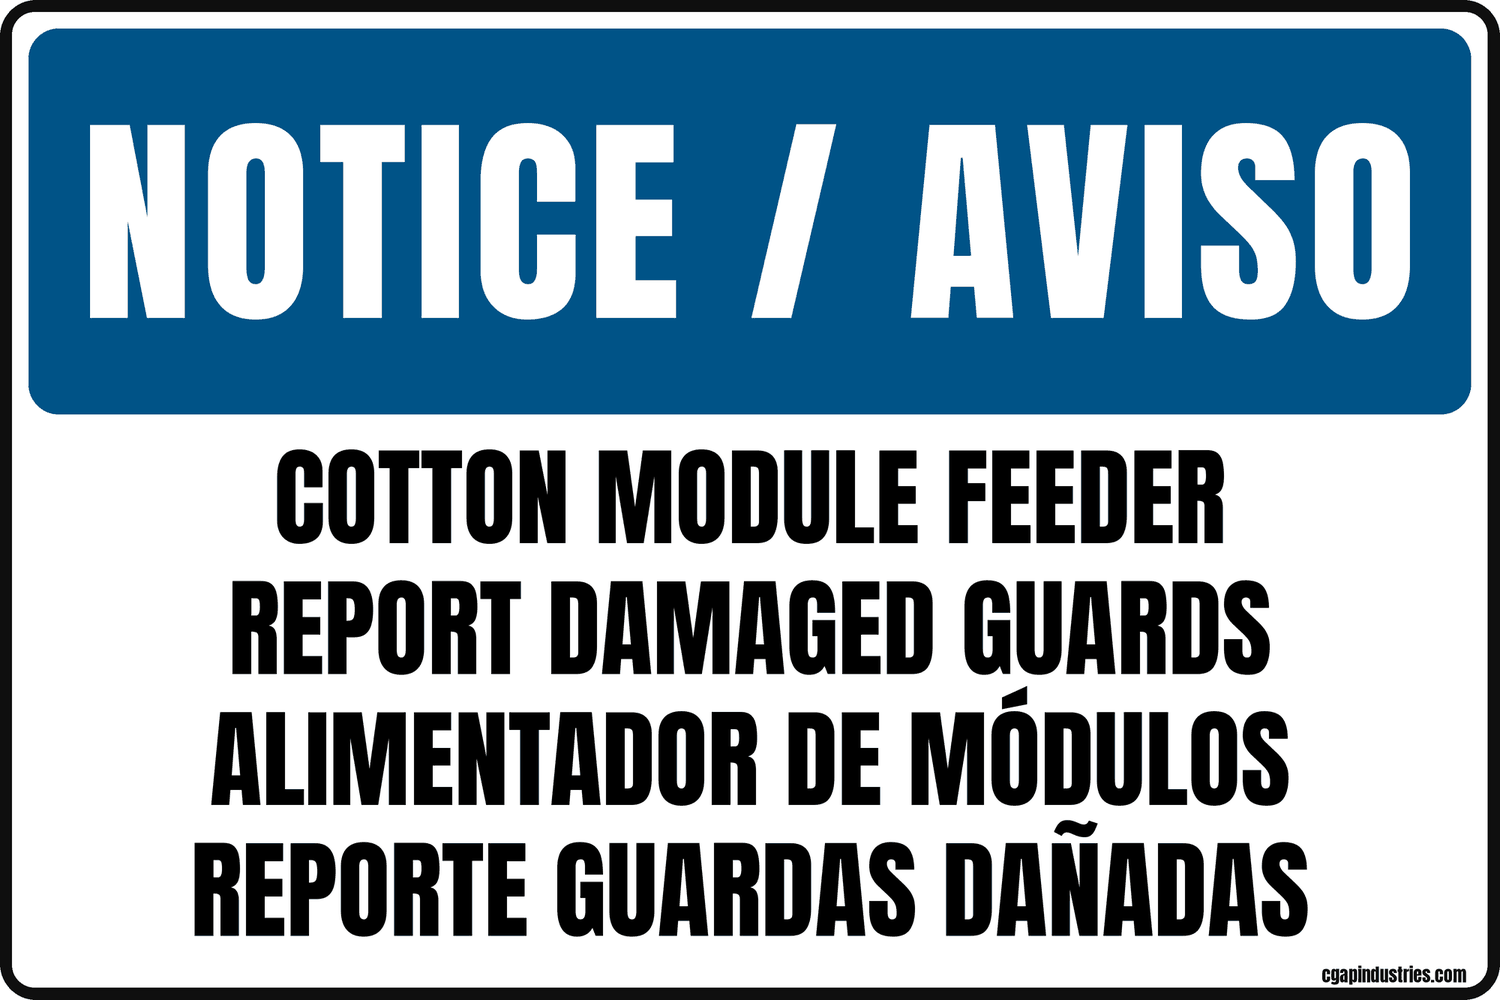 NOTICE / AVISO
COTTON MODULE FEEDER
REPORT DAMAGED GUARDS
ALIMENTADOR DE MÓDULOS
REPORTE GUARDAS DAÑADAS
cgapindustries.com